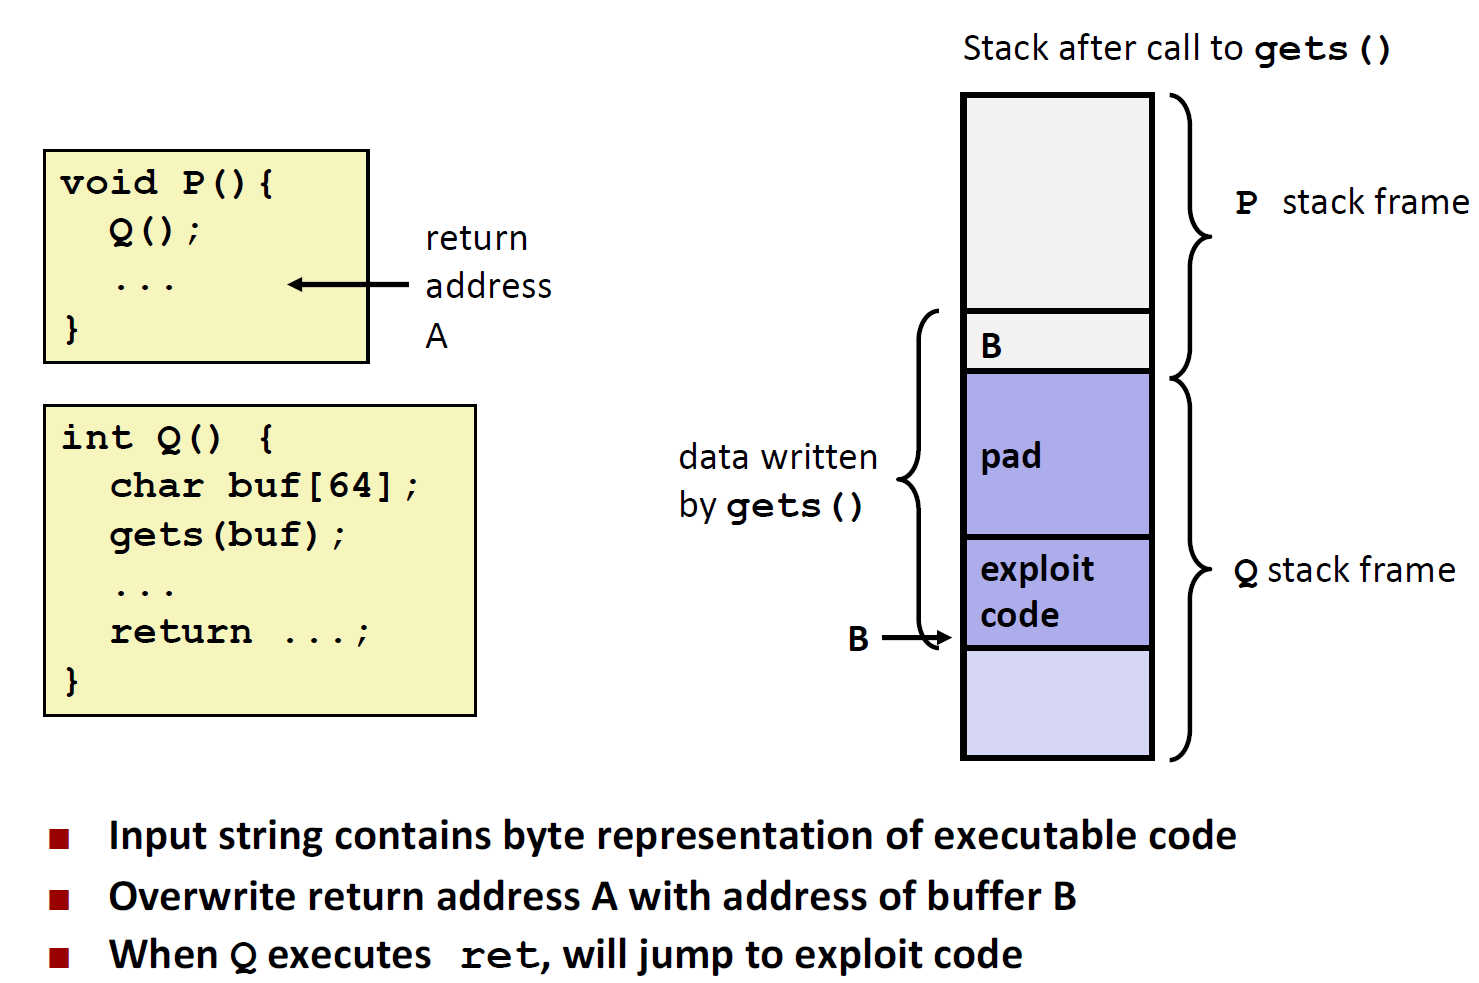 Stack after call to gets()
void P(){
  Q();
  ...
}
return
address
A
int Q() {
  char buf[64];
  gets(buf);
  ...
  return ...;
}
P stack frame
B
data written
by gets()
pad
exploit
code
B
Q stack frame
■ Input string contains byte representation of executable code
■ Overwrite return address A with address of buffer B
■ When Q executes ret, will jump to exploit code